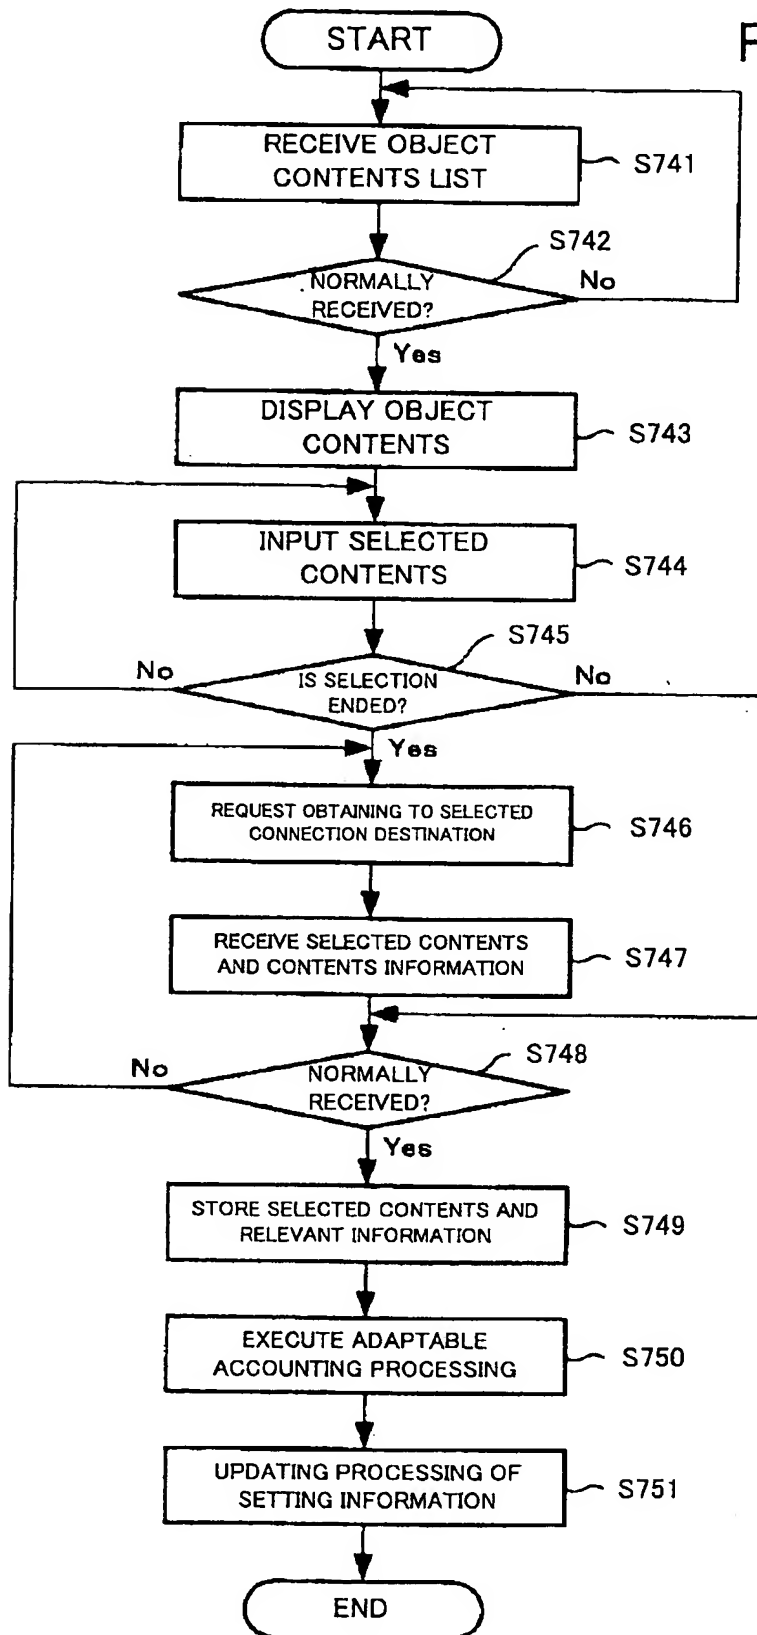 START
RECEIVE OBJECT
CONTENTS LIST
S741
S742
NORMALLY
RECEIVED?
No
Yes
DISPLAY OBJECT
CONTENTS
S743
INPUT SELECTED
CONTENTS
S744
S745
No
IS SELECTION
ENDED?
No
Yes
REQUEST OBTAINING TO SELECTED
CONNECTION DESTINATION
S746
RECEIVE SELECTED CONTENTS
AND CONTENTS INFORMATION
S747
S748
No
NORMALLY
RECEIVED?
Yes
STORE SELECTED CONTENTS AND
RELEVANT INFORMATION
S749
EXECUTE ADAPTABLE
ACCOUNTING PROCESSING
S750
UPDATING PROCESSING OF
SETTING INFORMATION
S751
END